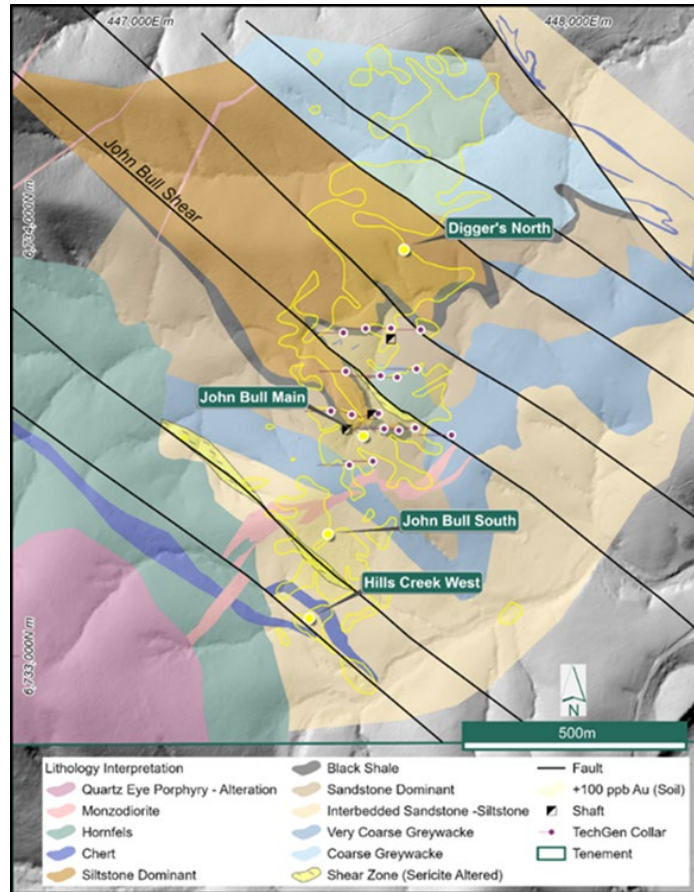 447,000E m
448,000E m
John Bull Shear
6,734,000N m
Digger's North
John Bull Main
John Bull South
Hills Creek West
6,733,000N m
N
500m
Lithology Interpretation
Quartz Eye Porphyry - Alteration
Monzodiorite
Hornfels
Chert
Siltstone Dominant
Black Shale
Sandstone Dominant
Interbedded Sandstone -Siltstone
Very Coarse Greywacke
Coarse Greywacke
Shear Zone (Sericite Altered)
Fault
+100 ppb Au (Soil)
Shaft
TechGen Collar
Tenement